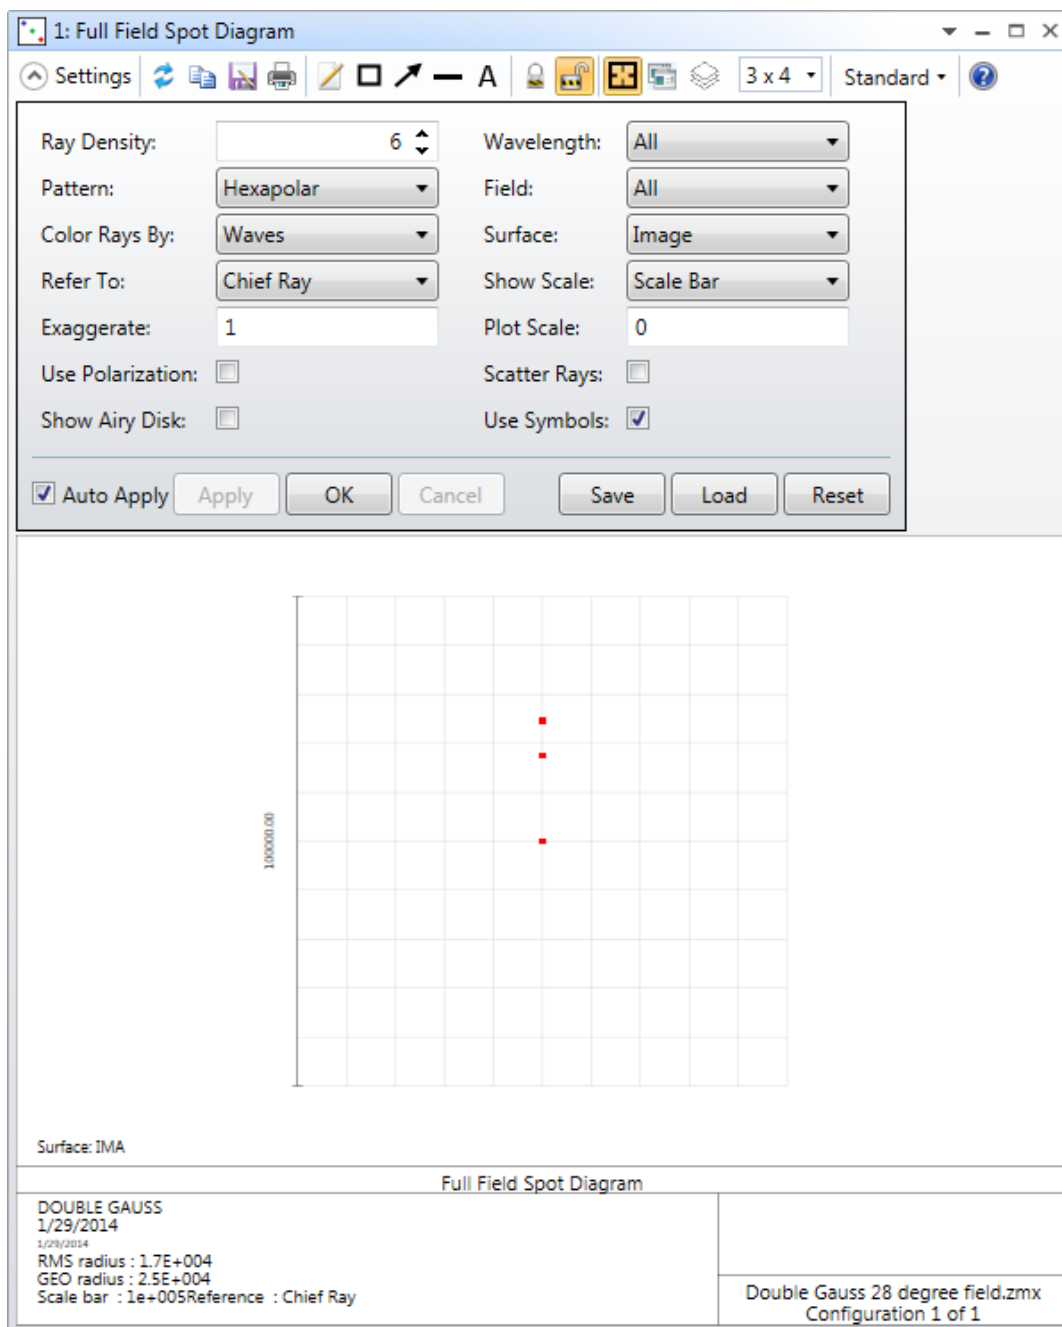 1: Full Field Spot Diagram
Settings A 3 x 4 Standard
Ray Density: 6 Wavelength: All
Pattern: Hexapolar Field: All
Color Rays By: Waves Surface: Image
Refer To: Chief Ray Show Scale: Scale Bar
Exaggerate: 1 Plot Scale: 0
Use Polarization: Scatter Rays:
Show Airy Disk: Use Symbols:
Auto Apply Apply OK Cancel Save Load Reset
100000.00
Surface: IMA
Full Field Spot Diagram
DOUBLE GAUSS
1/29/2014
1/29/2014
RMS radius : 1.7E+004
GEO radius : 2.5E+004
Scale bar : 1e+005Reference : Chief Ray
Double Gauss 28 degree field.zmx
Configuration 1 of 1